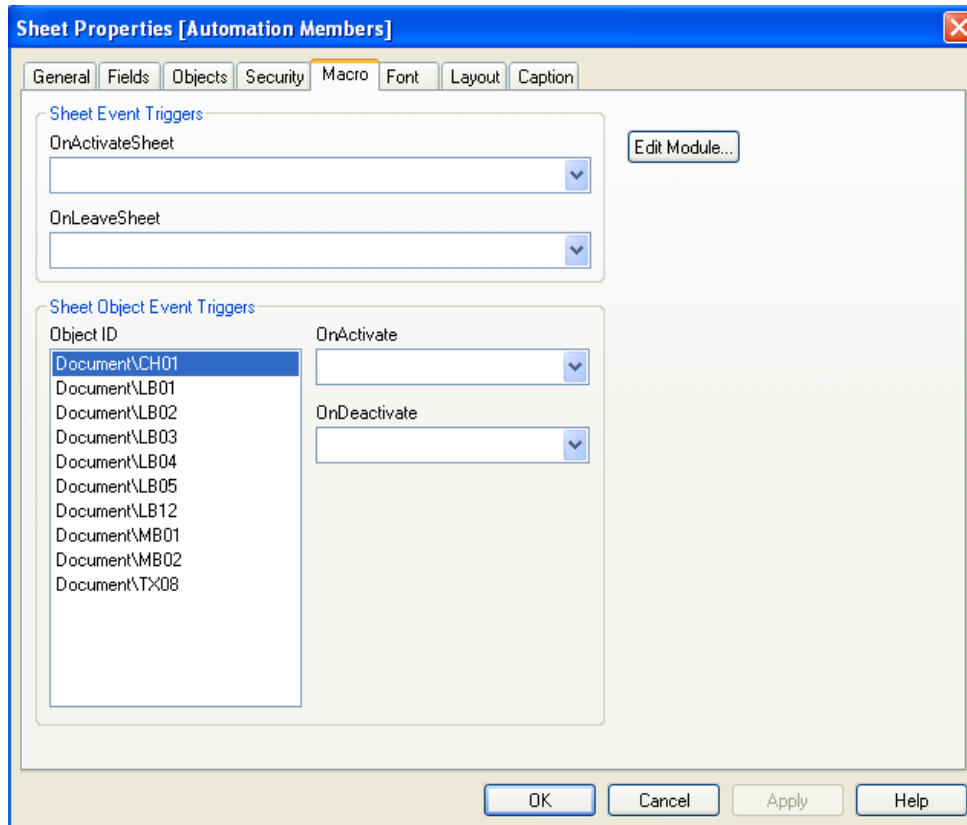 Sheet Properties [Automation Members]
General Fields Objects Security Macro Font Layout Caption
Sheet Event Triggers
OnActivateSheet
Edit Module...
OnLeaveSheet
Sheet Object Event Triggers
Object ID OnActivate
Document\CH01
Document\LB01
Document\LB02 OnDeactivate
Document\LB03
Document\LB04
Document\LB05
Document\LB12
Document\MB01
Document\MB02
Document\TX08
OK Cancel Apply Help